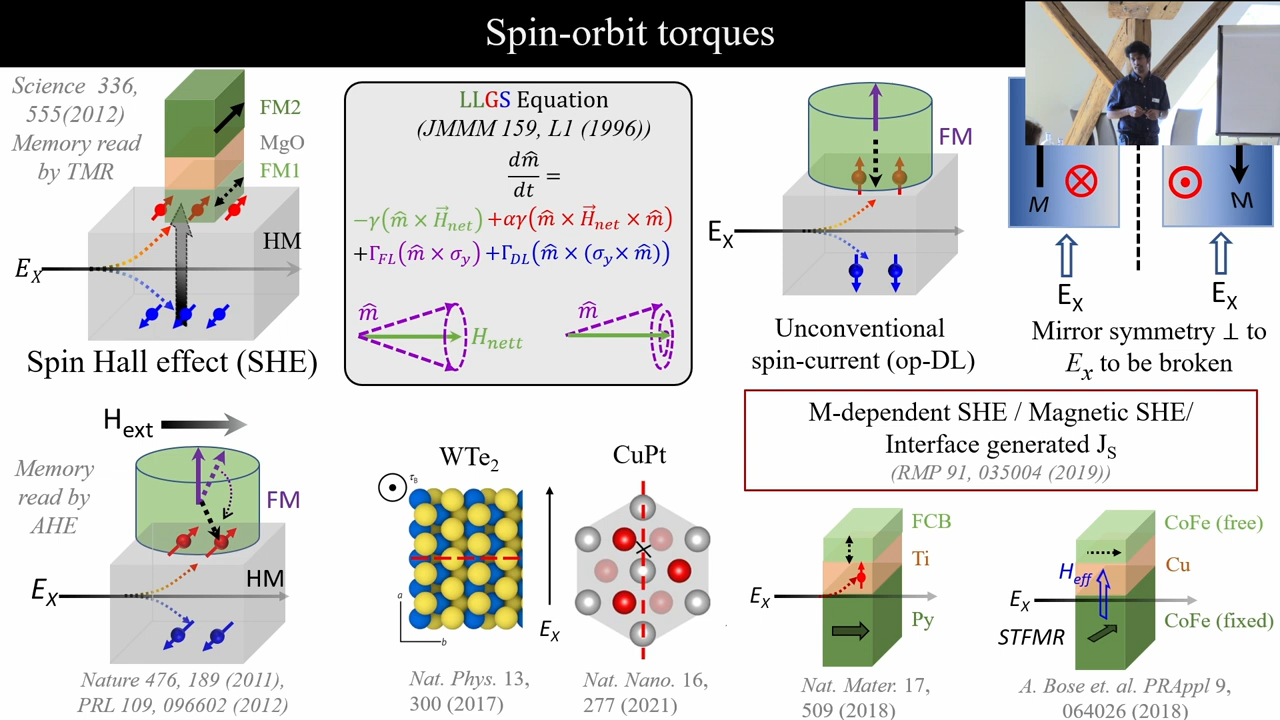 Spin-orbit torques
Science 336,
555(2012)
Memory read
by TMR
FM2
MgO
FM1
HM
E_X
Spin Hall effect (SHE)
LLGS Equation
(JMMM 159, L1 (1996))
dm̂/dt =
−γ(m̂ × H⃗_net) +αγ(m̂ × H⃗_net × m̂)
+Γ_FL(m̂ × σ_y) +Γ_DL(m̂ × (σ_y× m̂))
m̂
H_nett
m̂
FM
E_X
Unconventional
spin-current (op-DL)
M
M
E_X
E_X
Mirror symmetry ⊥ to
E_x to be broken
H_ext
Memory
read by
AHE
FM
HM
E_X
Nature 476, 189 (2011),
PRL 109, 096602 (2012)
WTe₂
τ_B
a
b
E_X
Nat. Phys. 13,
300 (2017)
CuPt
Nat. Nano. 16,
277 (2021)
M-dependent SHE / Magnetic SHE/
Interface generated J_S
(RMP 91, 035004 (2019))
FCB
Ti
E_X
Py
Nat. Mater. 17,
509 (2018)
CoFe (free)
H_eff
Cu
E_X
CoFe (fixed)
STFMR
A. Bose et. al. PRAppl 9,
064026 (2018)